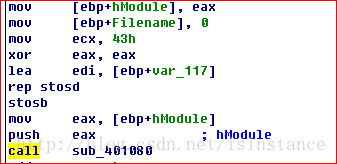 mov [ebp+hModule], eax
mov [ebp+Filename], 0
mov ecx, 43h
xor eax, eax
lea edi, [ebp+var_117]
rep stosd
stosb
mov eax, [ebp+hModule]
push eax ; hModule
call sub_401080
http://blog.csdn.net/isinstance